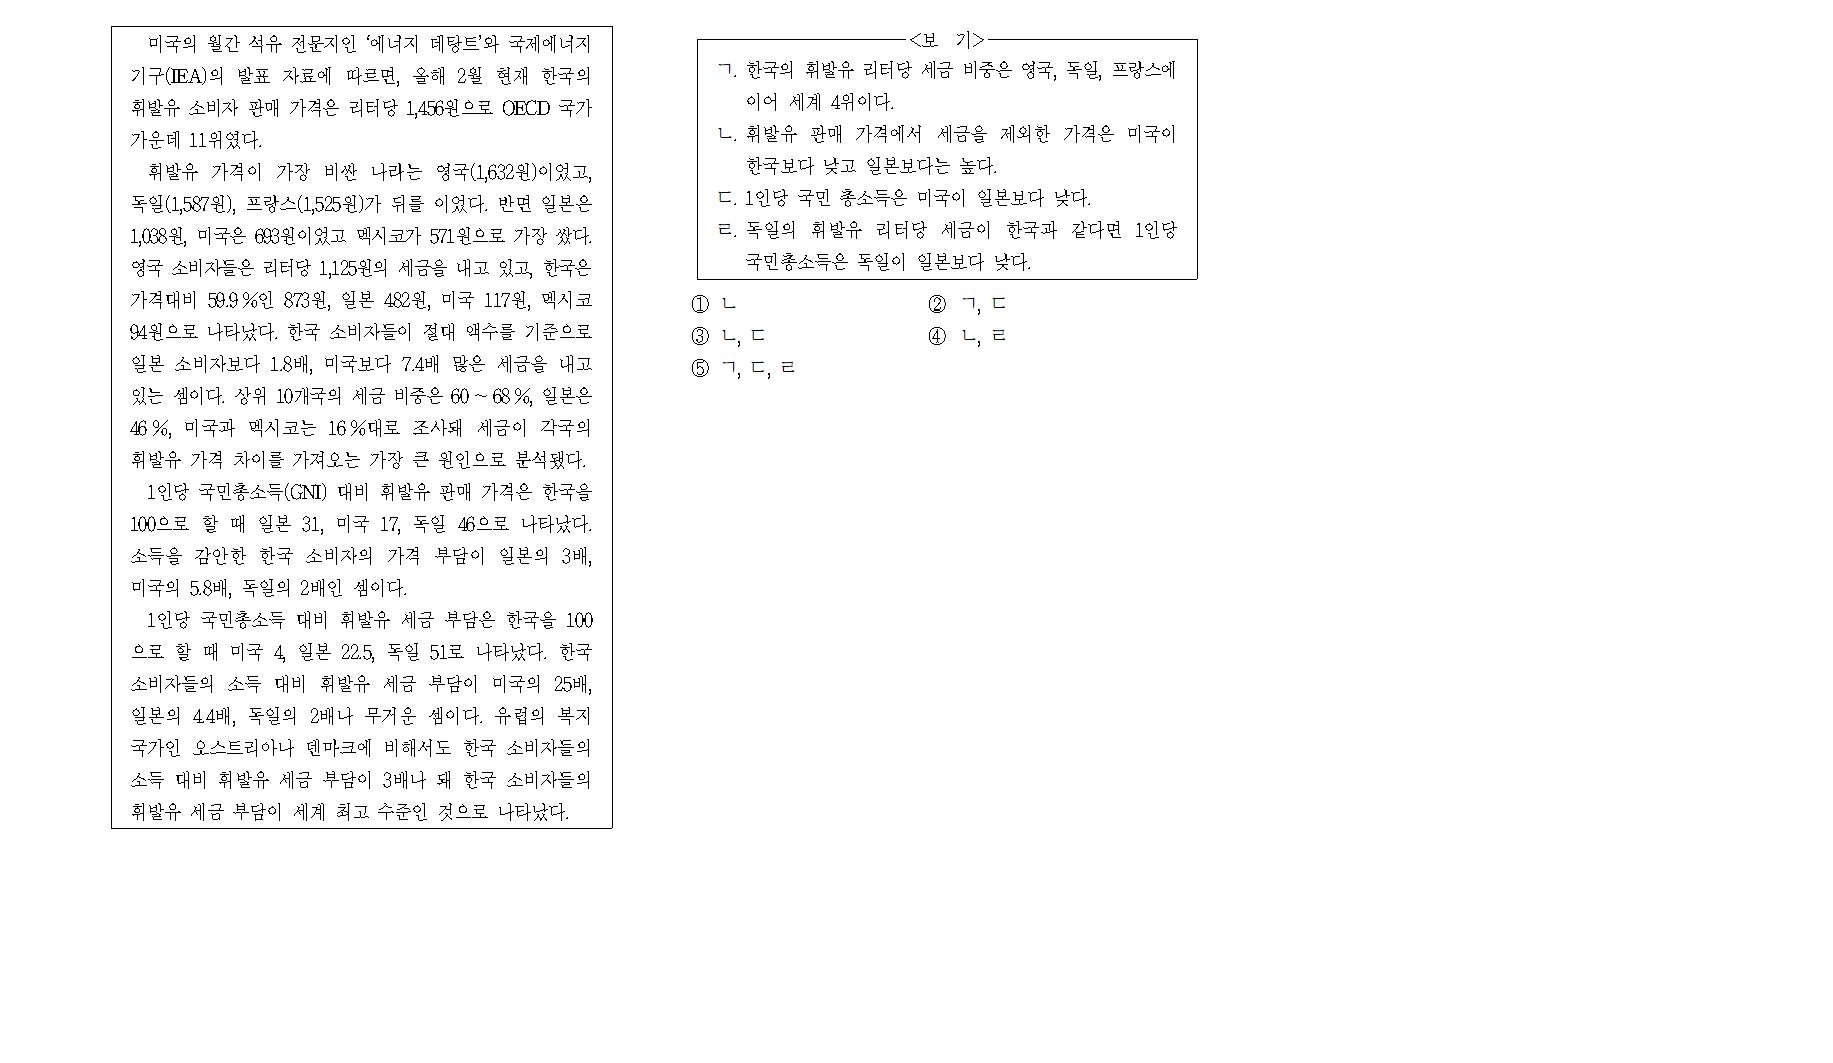 미국의 월간 석유 전문지인 ‘에너지 데탕트’와 국제에너지
기구(IEA)의 발표 자료에 따르면, 올해 2월 현재 한국의
휘발유 소비자 판매 가격은 리터당 1,456원으로 OECD 국가
가운데 11위였다.
휘발유 가격이 가장 비싼 나라는 영국(1,632원)이었고,
독일(1,587원), 프랑스(1,525원)가 뒤를 이었다. 반면 일본은
1,038원, 미국은 693원이었고 멕시코가 571원으로 가장 쌌다.
영국 소비자들은 리터당 1,125원의 세금을 내고 있고, 한국은
가격대비 59.9％인 873원, 일본 482원, 미국 117원, 멕시코
94원으로 나타났다. 한국 소비자들이 절대 액수를 기준으로
일본 소비자보다 1.8배, 미국보다 7.4배 많은 세금을 내고
있는 셈이다. 상위 10개국의 세금 비중은 60～68％, 일본은
46％, 미국과 멕시코는 16％대로 조사돼 세금이 각국의
휘발유 가격 차이를 가져오는 가장 큰 원인으로 분석됐다.
1인당 국민총소득(GNI) 대비 휘발유 판매 가격은 한국을
100으로 할 때 일본 31, 미국 17, 독일 46으로 나타났다.
소득을 감안한 한국 소비자의 가격 부담이 일본의 3배,
미국의 5.8배, 독일의 2배인 셈이다.
1인당 국민총소득 대비 휘발유 세금 부담은 한국을 100
으로 할 때 미국 4, 일본 22.5, 독일 51로 나타났다. 한국
소비자들의 소득 대비 휘발유 세금 부담이 미국의 25배,
일본의 4.4배, 독일의 2배나 무거운 셈이다. 유럽의 복지
국가인 오스트리아나 덴마크에 비해서도 한국 소비자들의
소득 대비 휘발유 세금 부담이 3배나 돼 한국 소비자들의
휘발유 세금 부담이 세계 최고 수준인 것으로 나타났다.
<보 기>
ㄱ. 한국의 휘발유 리터당 세금 비중은 영국, 독일, 프랑스에
이어 세계 4위이다.
ㄴ. 휘발유 판매 가격에서 세금을 제외한 가격은 미국이
한국보다 낮고 일본보다는 높다.
ㄷ. 1인당 국민 총소득은 미국이 일본보다 낮다.
ㄹ. 독일의 휘발유 리터당 세금이 한국과 같다면 1인당
국민총소득은 독일이 일본보다 낮다.
① ㄴ ② ㄱ, ㄷ
③ ㄴ, ㄷ ④ ㄴ, ㄹ
⑤ ㄱ, ㄷ, ㄹ